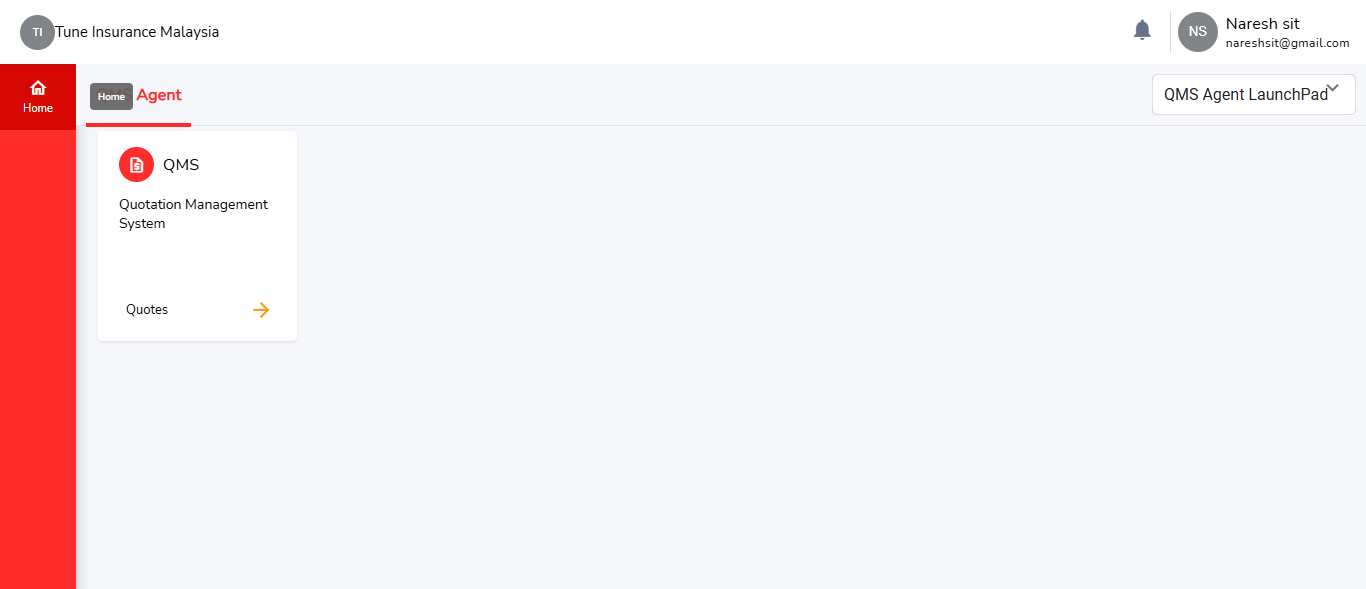 TI Tune Insurance Malaysia
NS
Naresh sit
nareshsit@gmail.com
Home
Home
Agent
QMS Agent LaunchPad
QMS
Quotation Management
System
Quotes